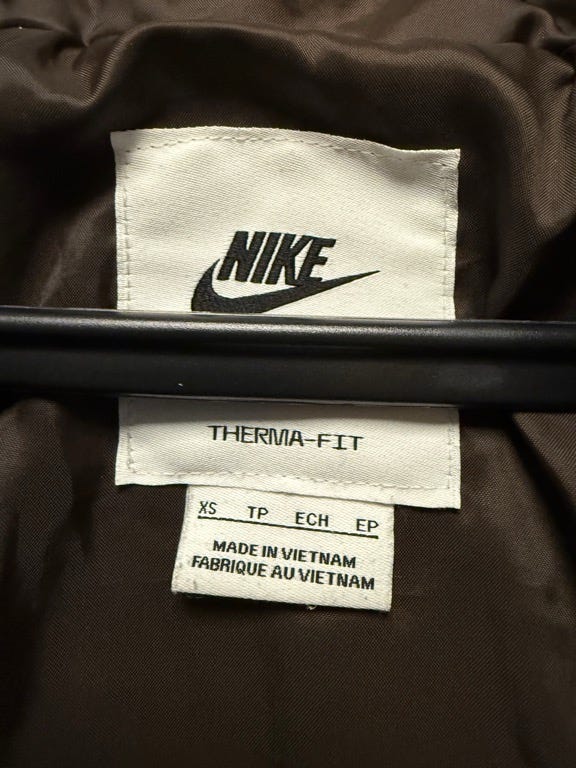 NIKE
THERMA-FIT
XS TP ECH EP
MADE IN VIETNAM
FABRIQUE AU VIETNAM